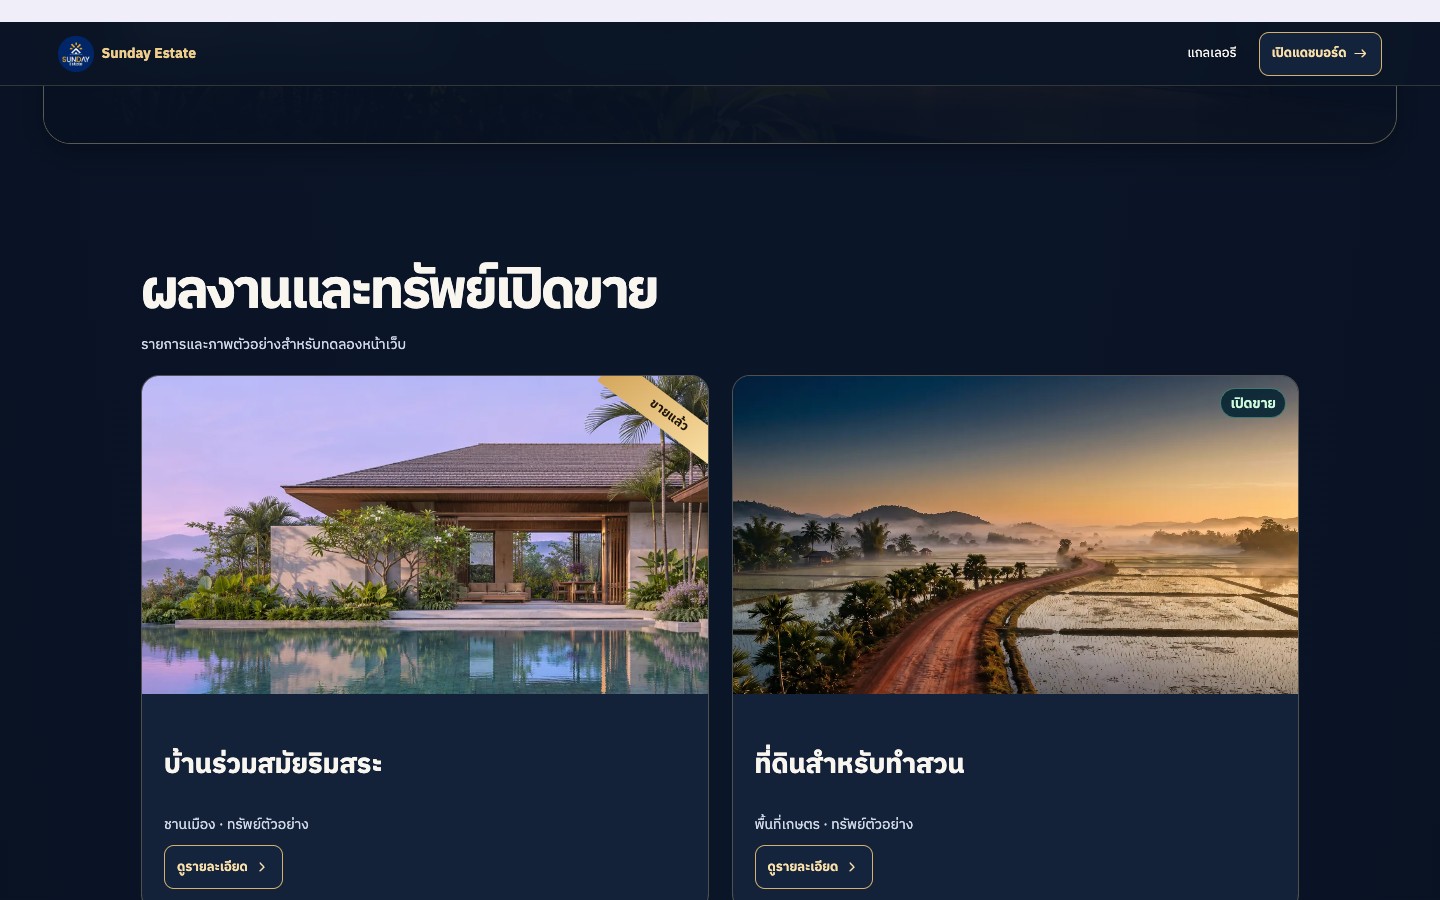 SUNDAY
Estate
Sunday Estate
แกลเลอรี
เปิดแดชบอร์ด
ผลงานและทรัพย์เปิดขาย
รายการและภาพตัวอย่างสำหรับทดลองหน้าเว็บ
ขายแล้ว
เปิดขาย
บ้านร่วมสมัยริมสระ
ชานเมือง · ทรัพย์ตัวอย่าง
ดูรายละเอียด
ที่ดินสำหรับทำสวน
พื้นที่เกษตร · ทรัพย์ตัวอย่าง
ดูรายละเอียด